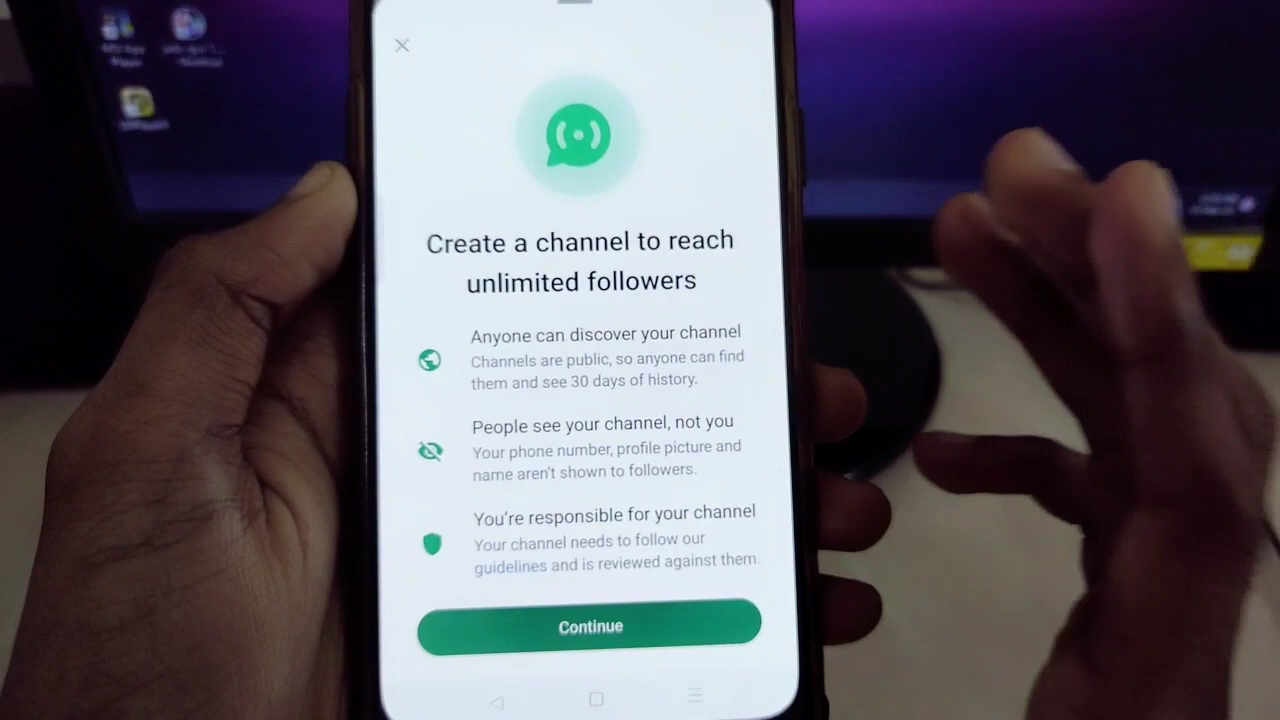 Create a channel to reach
unlimited followers
Anyone can discover your channel
Channels are public, so anyone can find
them and see 30 days of history.
People see your channel, not you
Your phone number, profile picture and
name aren't shown to followers.
You're responsible for your channel
Your channel needs to follow our
guidelines and is reviewed against them.
Continue